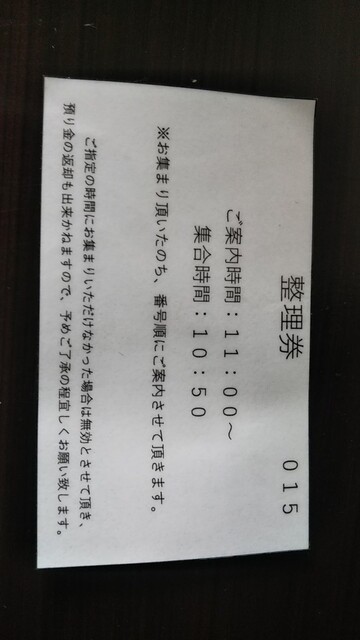 整理券 015
ご案内時間：11:00～
集合時間：10:50
※お集まり頂いたのち、番号順にご案内させて頂きます。
ご指定の時間にお集まりいただけなかった場合は無効とさせて頂き、
預り金の返却も出来かねますので、予めご了承の程宜しくお願い致します。